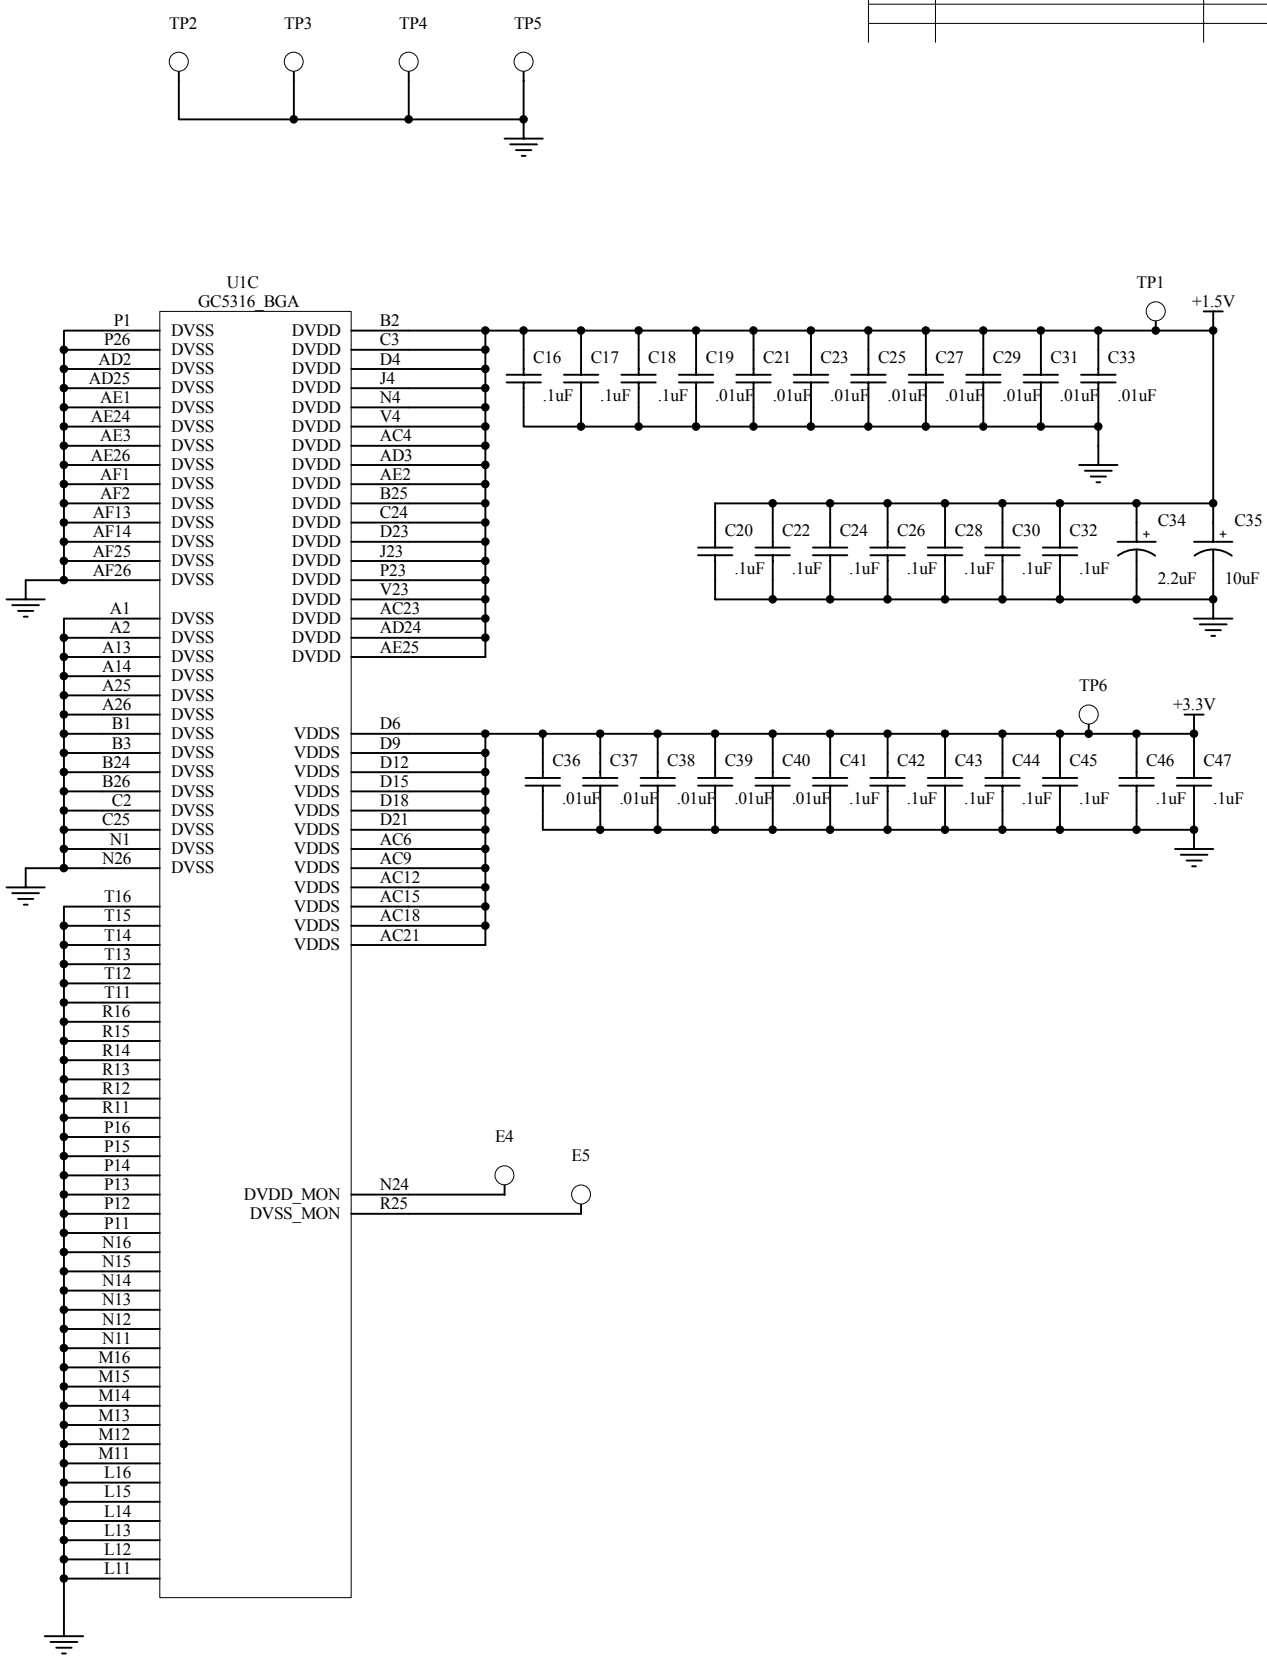 TP2 TP3 TP4 TP5
U1C
GC5316_BGA
TP1
+1.5V
P1 DVSS DVDD B2
P26 DVSS DVDD C3
AD2 DVSS DVDD D4
AD25 DVSS DVDD J4
AE1 DVSS DVDD N4
AE24 DVSS DVDD V4
AE3 DVSS DVDD AC4
AE26 DVSS DVDD AD3
AF1 DVSS DVDD AE2
AF2 DVSS DVDD B25
AF13 DVSS DVDD C24
AF14 DVSS DVDD D23
AF25 DVSS DVDD J23
AF26 DVSS DVDD P23
DVDD V23
A1 DVSS DVDD AC23
A2 DVSS DVDD AD24
A13 DVSS DVDD AE25
A14 DVSS
A25 DVSS
A26 DVSS
B1 DVSS VDDS D6
B3 DVSS VDDS D9
B24 DVSS VDDS D12
B26 DVSS VDDS D15
C2 DVSS VDDS D18
C25 DVSS VDDS D21
N1 DVSS VDDS AC6
N26 DVSS VDDS AC9
VDDS AC12
T16 VDDS AC15
T15 VDDS AC18
T14 VDDS AC21
T13
T12
T11
R16
R15
R14
R13
R12
R11
P16
P15
P14
P13 DVDD_MON N24
P12 DVSS_MON R25
P11
N16
N15
N14
N13
N12
N11
M16
M15
M14
M13
M12
M11
L16
L15
L14
L13
L12
L11
C16 C17 C18 C19 C21 C23 C25 C27 C29 C31 C33
.1uF .1uF .1uF .01uF .01uF .01uF .01uF .01uF .01uF .01uF .01uF
C20 C22 C24 C26 C28 C30 C32 + C34 + C35
.1uF .1uF .1uF .1uF .1uF .1uF .1uF 2.2uF 10uF
TP6
+3.3V
C36 C37 C38 C39 C40 C41 C42 C43 C44 C45 C46 C47
.01uF .01uF .01uF .01uF .01uF .1uF .1uF .1uF .1uF .1uF .1uF .1uF
E4
E5